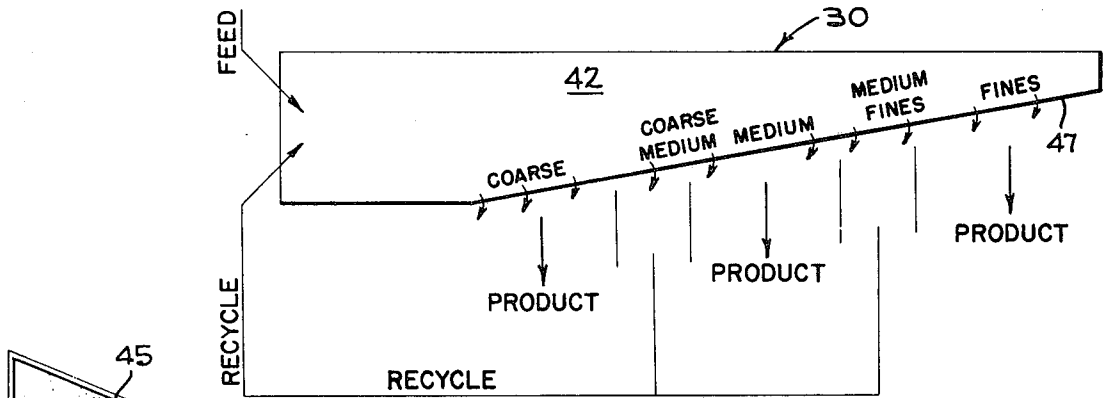 30
FEED
42
COARSE
COARSE
MEDIUM
MEDIUM
MEDIUM
FINES
FINES
47
PRODUCT
PRODUCT
PRODUCT
RECYCLE
RECYCLE
45